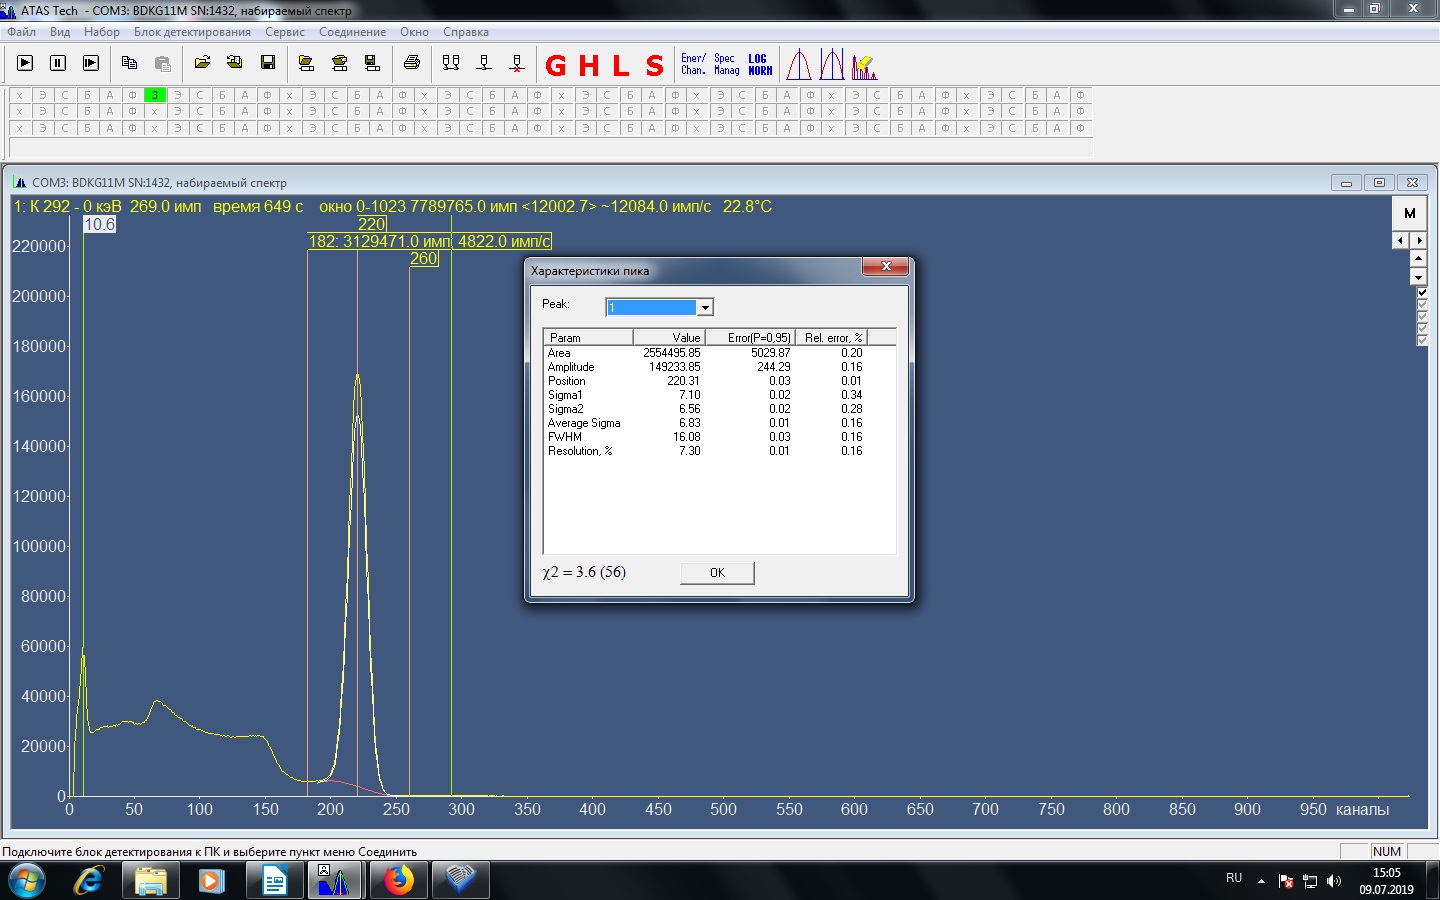 ATAS Tech - COM3: BDKG11M SN:1432, набираемый спектр
Файл Вид Набор Блок детектирования Сервис Соединение Окно Справка
G H L S Ener/ Chan. Spec Manag LOG NORM
х Э С Б А Ф 3 Э С Б А Ф х Э С Б А Ф х Э С Б А Ф х Э С Б А Ф х Э С Б А Ф х Э С Б А Ф х Э С Б А Ф
х Э С Б А Ф х Э С Б А Ф х Э С Б А Ф х Э С Б А Ф х Э С Б А Ф х Э С Б А Ф х Э С Б А Ф х Э С Б А Ф
х Э С Б А Ф х Э С Б А Ф х Э С Б А Ф х Э С Б А Ф х Э С Б А Ф х Э С Б А Ф х Э С Б А Ф х Э С Б А Ф
COM3: BDKG11M SN:1432, набираемый спектр
1: К 292 - 0 кэВ 269.0 имп время 649 с окно 0-1023 7789765.0 имп <12002.7> ~12084.0 имп/с 22.8°C
М
10.6
220
182: 3129471.0 имп 4822.0 имп/с
260
220000
200000
180000
160000
140000
120000
100000
80000
60000
40000
20000
0
0 50 100 150 200 250 300 350 400 450 500 550 600 650 700 750 800 850 900 950 каналы
Характеристики пика
Peak: 1
Param Value Error(P=0,95) Rel. error, %
Area 2554495.85 5029.87 0.20
Amplitude 149233.85 244.29 0.16
Position 220.31 0.03 0.01
Sigma1 7.10 0.02 0.34
Sigma2 6.56 0.02 0.28
Average Sigma 6.83 0.01 0.16
FWHM 16.08 0.03 0.16
Resolution, % 7.30 0.01 0.16
χ2 = 3.6 (56)
OK
Подключите блок детектирования к ПК и выберите пункт меню Соединить
NUM
RU
15:05
09.07.2019